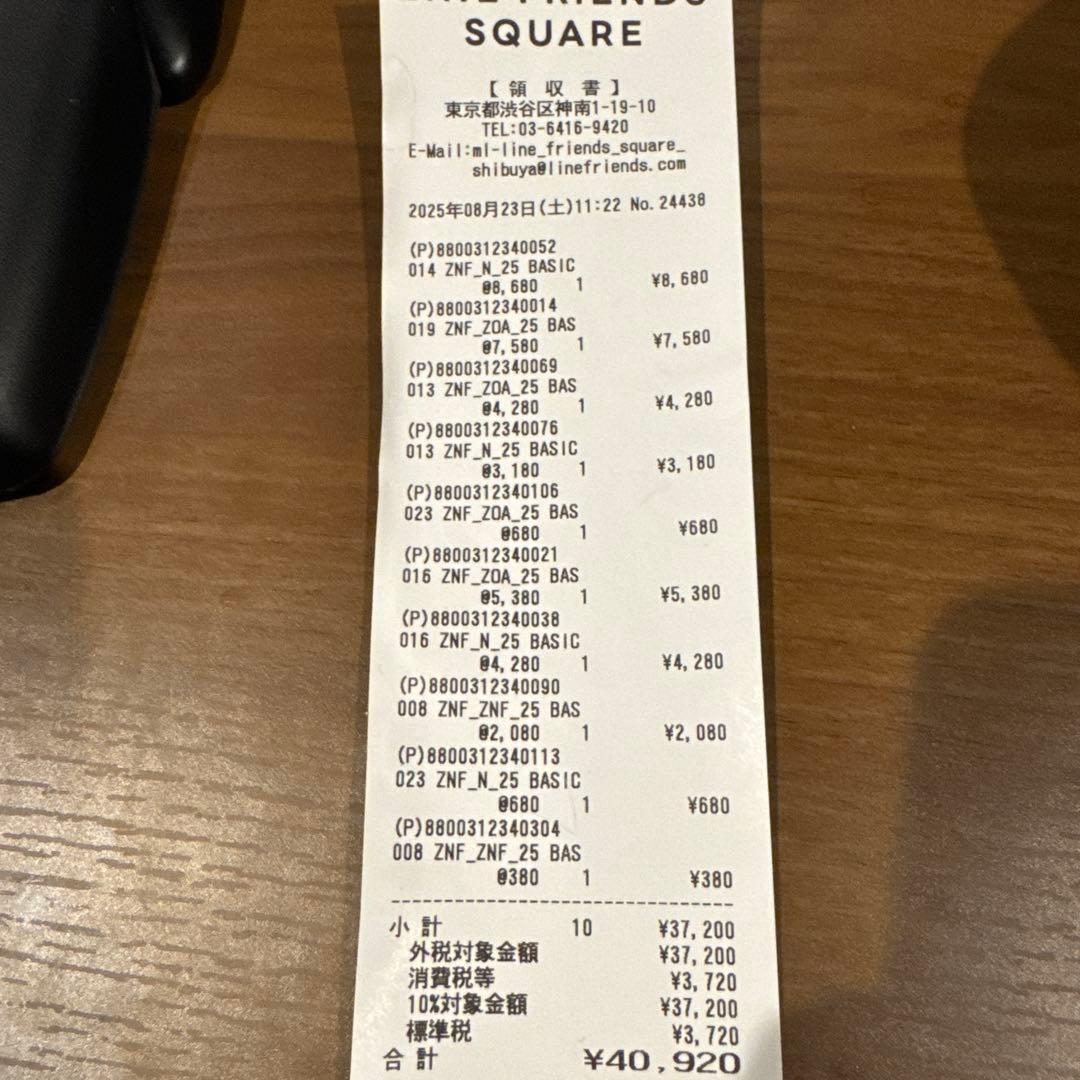 LINE FRIENDS
SQUARE
【 領 収 書 】
東京都渋谷区神南1-19-10
TEL:03-6416-9420
E-Mail:ml-line_friends_square_
shibuya@linefriends.com
2025年08月23日(土)11:22 No.24438
(P)8800312340052
014 ZNF_N_25 BASIC
@8,680 1 ¥8,680
(P)8800312340014
019 ZNF_ZOA_25 BAS
@7,580 1 ¥7,580
(P)8800312340069
013 ZNF_ZOA_25 BAS
@4,280 1 ¥4,280
(P)8800312340076
013 ZNF_N_25 BASIC
@3,180 1 ¥3,180
(P)8800312340106
023 ZNF_ZOA_25 BAS
@680 1 ¥680
(P)8800312340021
016 ZNF_ZOA_25 BAS
@5,380 1 ¥5,380
(P)8800312340038
016 ZNF_N_25 BASIC
@4,280 1 ¥4,280
(P)8800312340090
008 ZNF_ZNF_25 BAS
@2,080 1 ¥2,080
(P)8800312340113
023 ZNF_N_25 BASIC
@680 1 ¥680
(P)8800312340304
008 ZNF_ZNF_25 BAS
@380 1 ¥380
小 計 10 ¥37,200
外税対象金額 ¥37,200
消費税等 ¥3,720
10%対象金額 ¥37,200
標準税 ¥3,720
合 計 ¥40,920